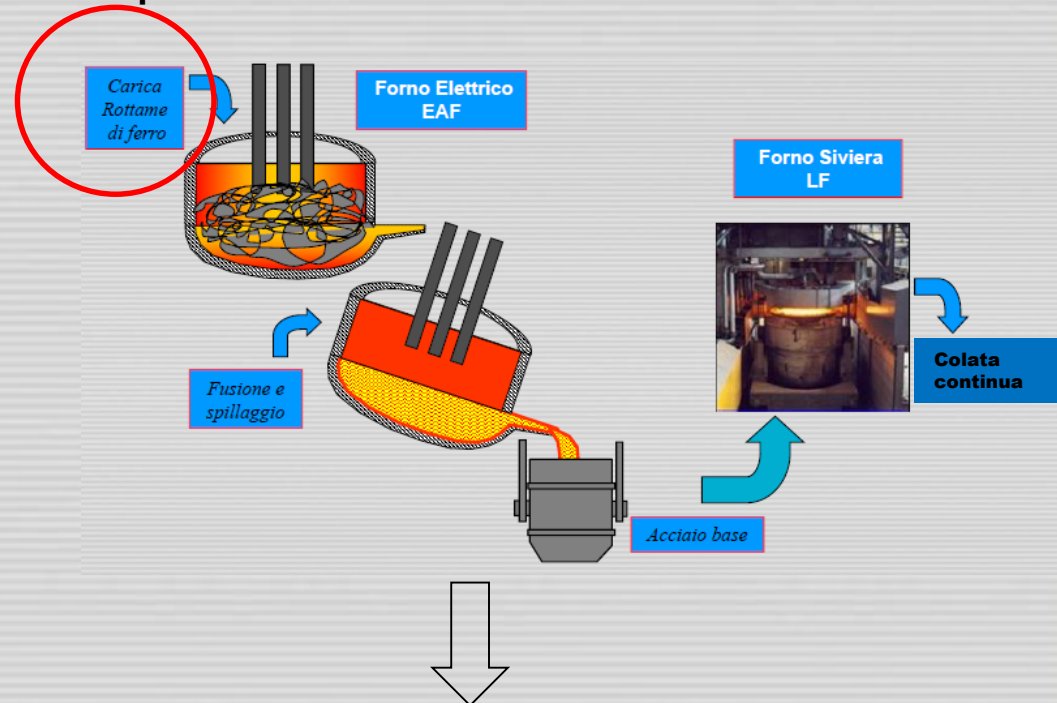 Carica
Rottame
di ferro
Forno Elettrico
EAF
Forno Siviera
LF
Colata
continua
Fusione e
spillaggio
Acciaio base